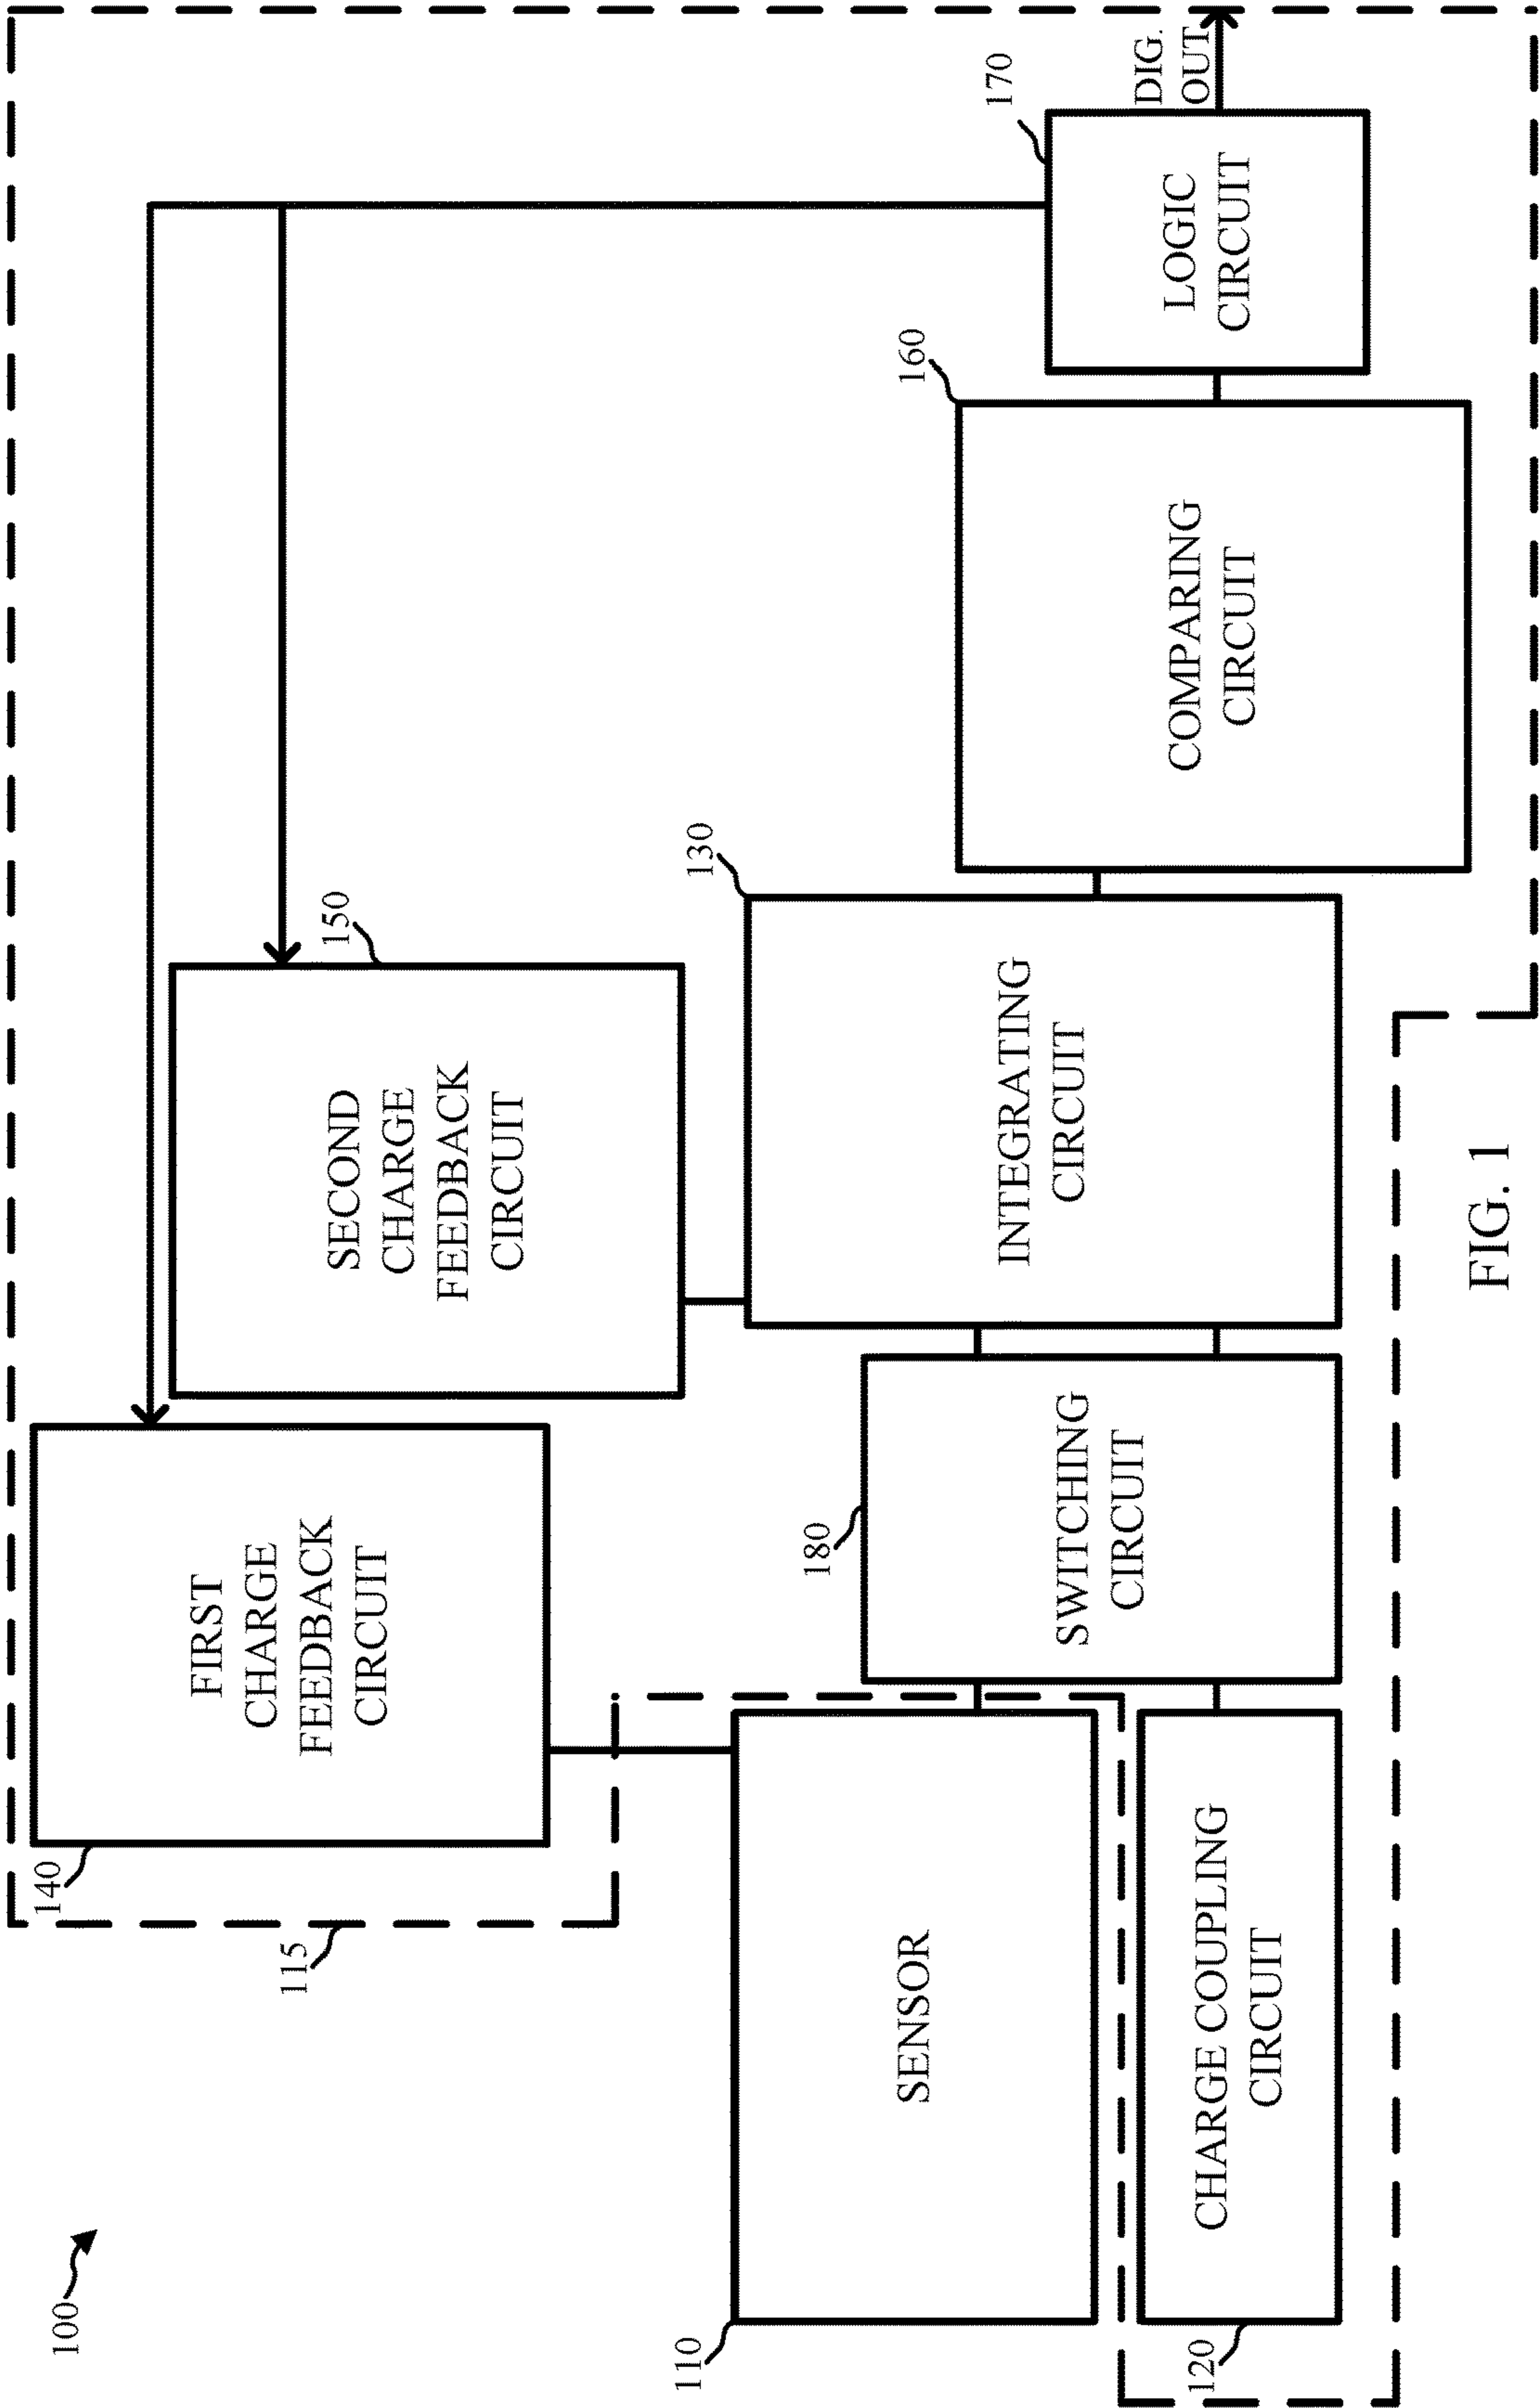 100
115
140
FIRST
CHARGE
FEEDBACK
CIRCUIT
150
SECOND
CHARGE
FEEDBACK
CIRCUIT
110
SENSOR
180
SWITCHING
CIRCUIT
130
INTEGRATING
CIRCUIT
160
COMPARING
CIRCUIT
170
LOGIC
CIRCUIT
DIG.
OUT
120
CHARGE COUPLING
CIRCUIT
FIG. 1